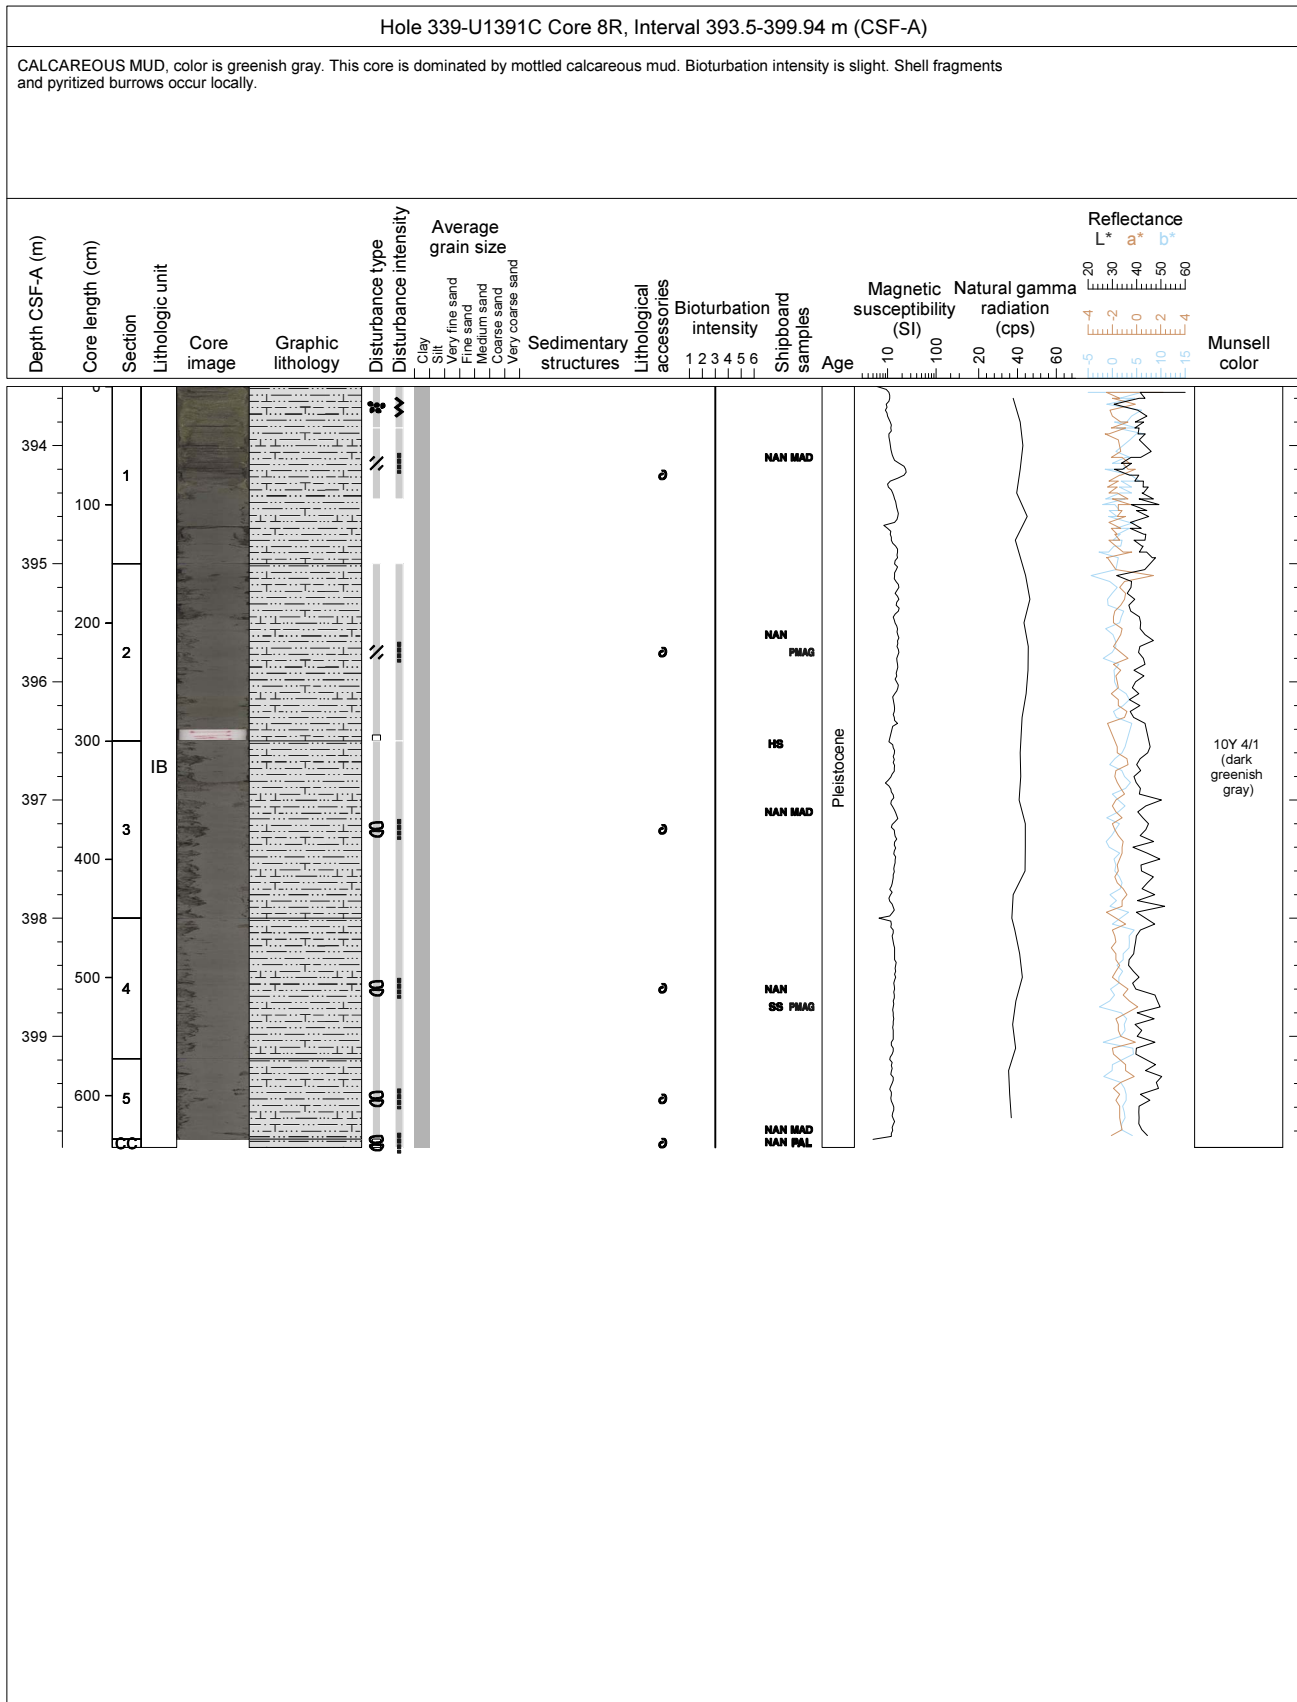 Hole 339-U1391C Core 8R, Interval 393.5-399.94 m (CSF-A)
CALCAREOUS MUD, color is greenish gray. This core is dominated by mottled calcareous mud. Bioturbation intensity is slight. Shell fragments
and pyritized burrows occur locally.
Depth CSF-A (m)
Core length (cm)
Section
Lithologic unit
Core
image
Graphic
lithology
Disturbance type
Disturbance intensity
Average
grain size
Clay
Silt
Very fine sand
Fine sand
Medium sand
Coarse sand
Very coarse sand
Sedimentary
structures
Lithological
accessories
Bioturbation
intensity
1 2 3 4 5 6
Shipboard
samples
Age
Magnetic
susceptibility
(SI)
10 100
Natural gamma
radiation
(cps)
20 40 60
Reflectance
L* a* b*
20 30 40 50 60
-4 -2 0 2 4
-5 0 5 10 15
Munsell
color
0
394
1
NAN MAD
100
395
200
2
NAN
PMAG
396
HS
300
IB
Pleistocene
10Y 4/1
(dark
greenish
gray)
397
NAN MAD
3
400
398
500
4
NAN
SS PMAG
399
600
5
NAN MAD
CC
NAN PAL